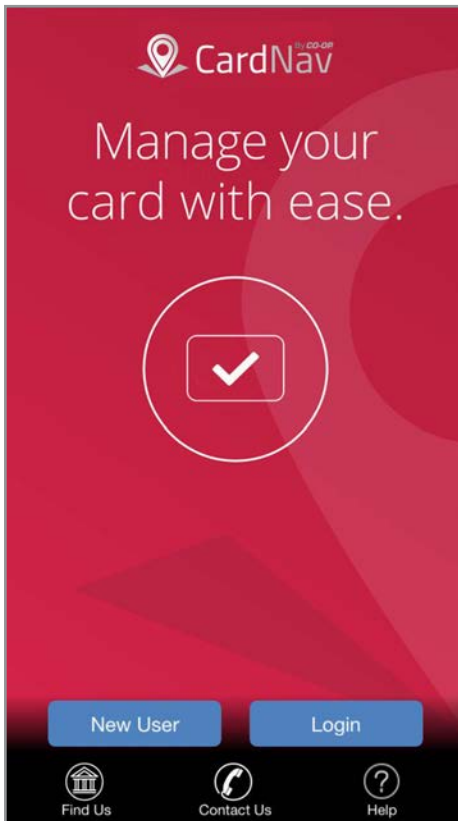 By CO-OP
CardNav
Manage your
card with ease.
New User
Login
Find Us
Contact Us
?
Help